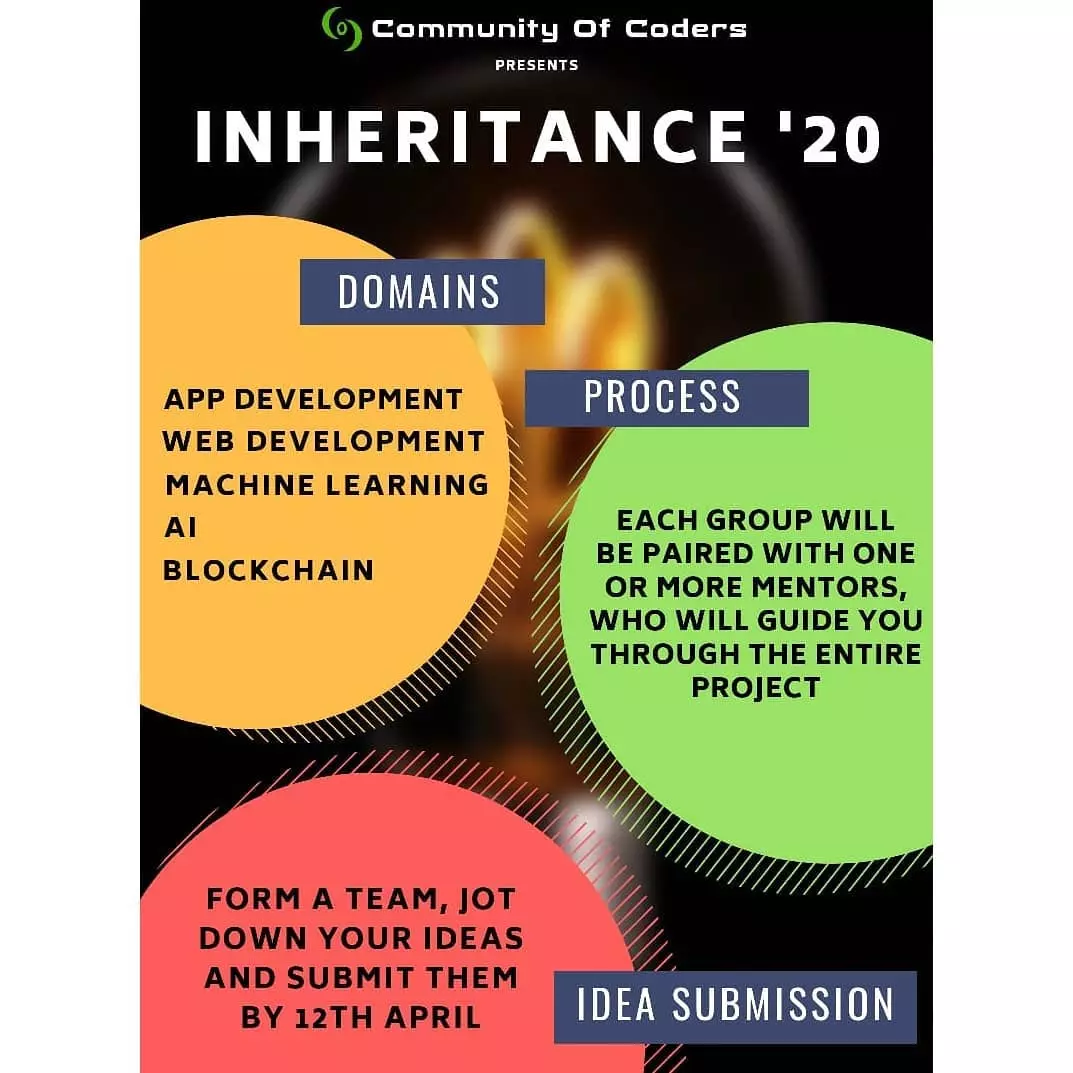 Community Of Coders
PRESENTS
INHERITANCE '20
DOMAINS
APP DEVELOPMENT
WEB DEVELOPMENT
MACHINE LEARNING
AI
BLOCKCHAIN
PROCESS
EACH GROUP WILL
BE PAIRED WITH ONE
OR MORE MENTORS,
WHO WILL GUIDE YOU
THROUGH THE ENTIRE
PROJECT
FORM A TEAM, JOT
DOWN YOUR IDEAS
AND SUBMIT THEM
BY 12TH APRIL
IDEA SUBMISSION